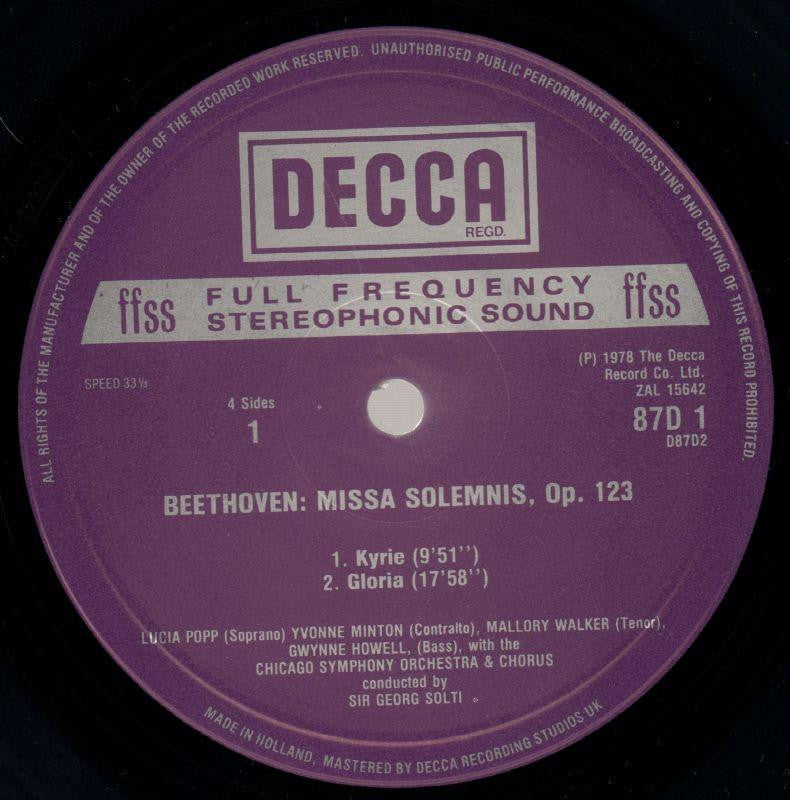 ALL RIGHTS OF THE MANUFACTURER AND OF THE OWNER OF THE RECORDED WORK RESERVED. UNAUTHORISED PUBLIC PERFORMANCE BROADCASTING AND COPYING OF THIS RECORD PROHIBITED.
DECCA
REGD.
ffss FULL FREQUENCY STEREOPHONIC SOUND ffss
SPEED 33⅓
(P) 1978 The Decca
Record Co. Ltd.
ZAL 15642
4 Sides
1
87D 1
D87D2
BEETHOVEN: MISSA SOLEMNIS, Op. 123
1. Kyrie (9'51'')
2. Gloria (17'58'')
LUCIA POPP (Soprano) YVONNE MINTON (Contralto), MALLORY WALKER (Tenor),
GWYNNE HOWELL, (Bass), with the
CHICAGO SYMPHONY ORCHESTRA & CHORUS
conducted by
SIR GEORG SOLTI
MADE IN HOLLAND, MASTERED BY DECCA RECORDING STUDIOS UK